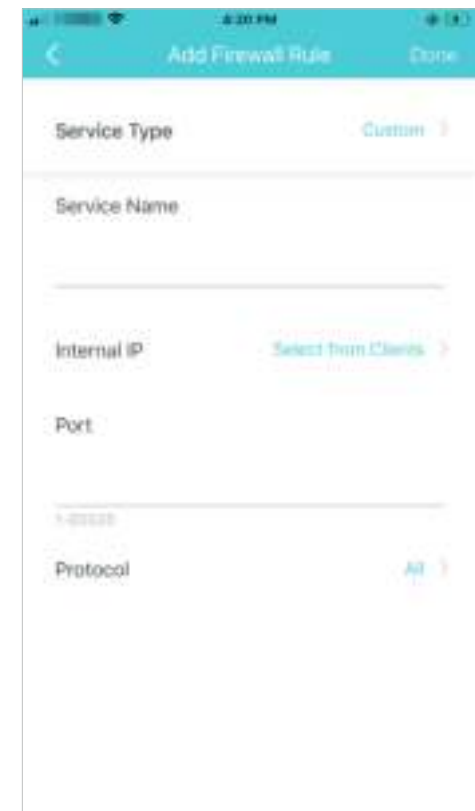 4:20 PM
Add Firewall Rule Done
Service Type Custom
Service Name
Internal IP Select from Clients
Port
1-65535
Protocol All